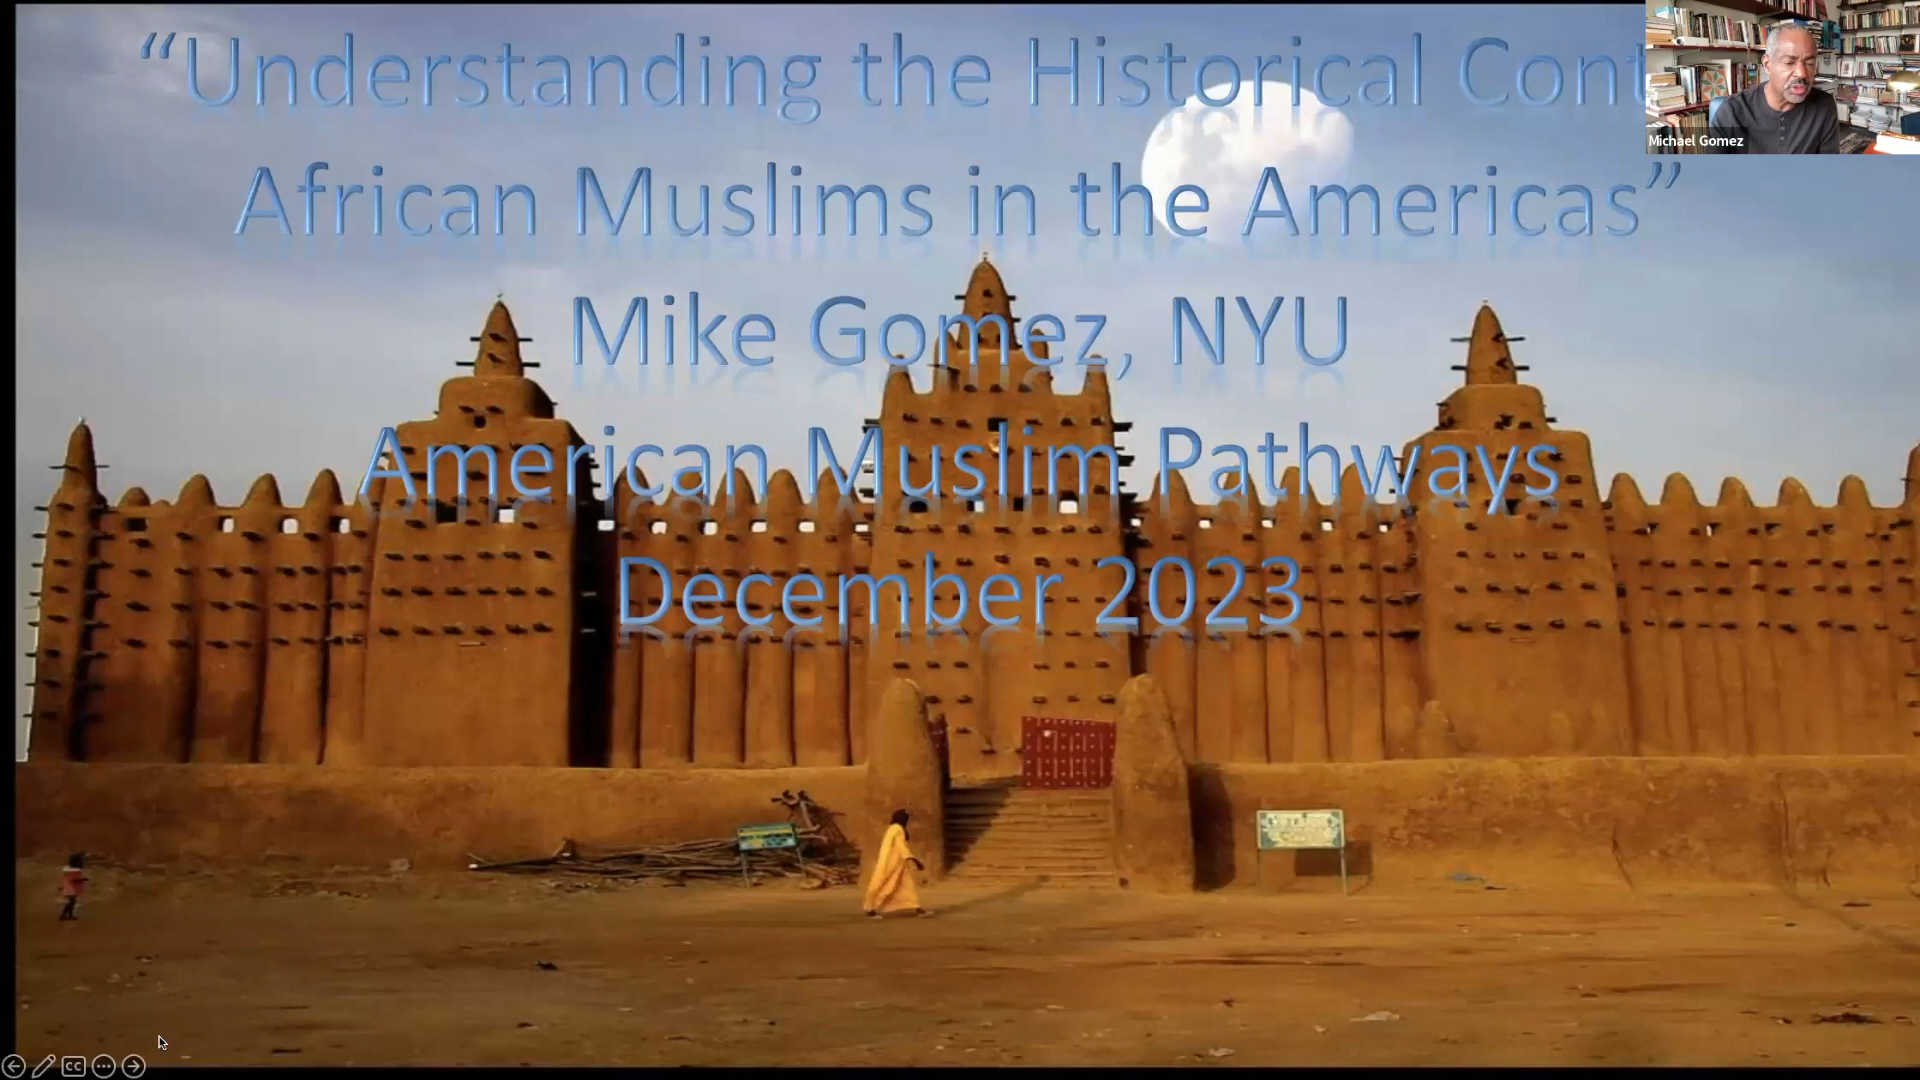 “Understanding the Historical Cont
African Muslims in the Americas”
Mike Gomez, NYU
American Muslim Pathways
December 2023
Michael Gomez
CC